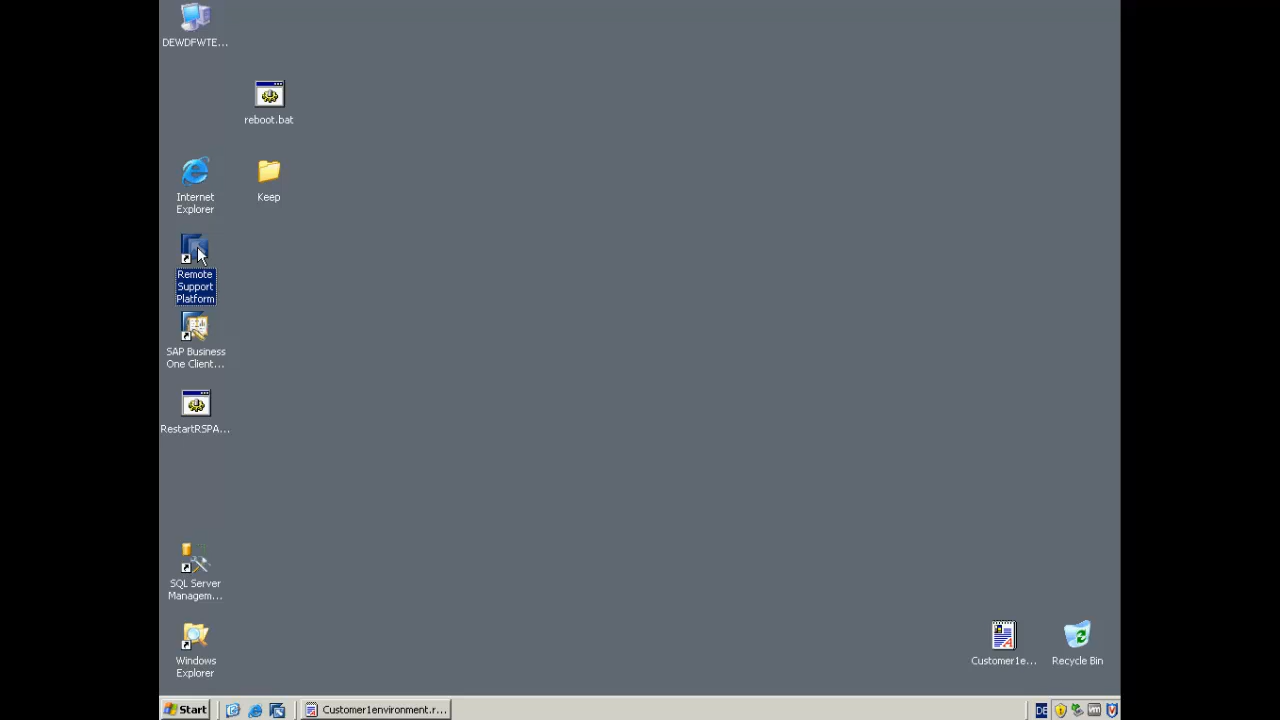 DEWDFWTE...
reboot.bat
Internet
Explorer
Keep
Remote
Support
Platform
SAP Business
One Client...
RestartRSPA...
SQL Server
Managem...
Windows
Explorer
Customer1e...
Recycle Bin
Start
Customer1environment.r...
DE